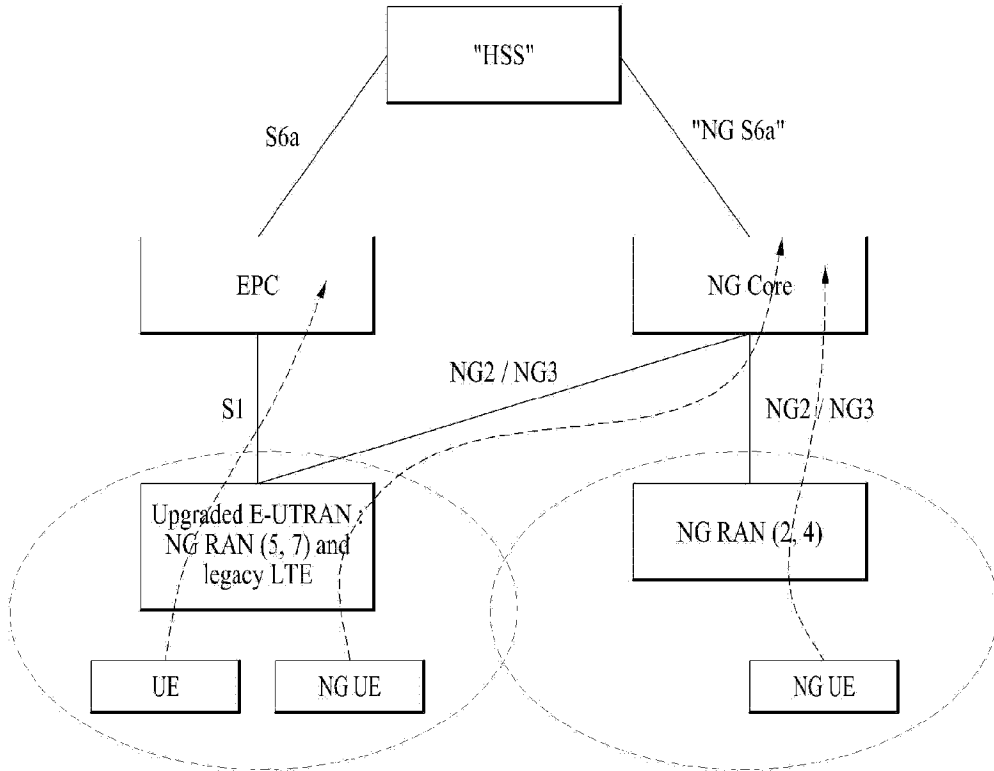 "HSS"
S6a
"NG S6a"
EPC
NG Core
NG2 / NG3
S1
NG2 / NG3
Upgraded E-UTRAN :
NG RAN (5, 7) and
legacy LTE
NG RAN (2, 4)
UE
NG UE
NG UE